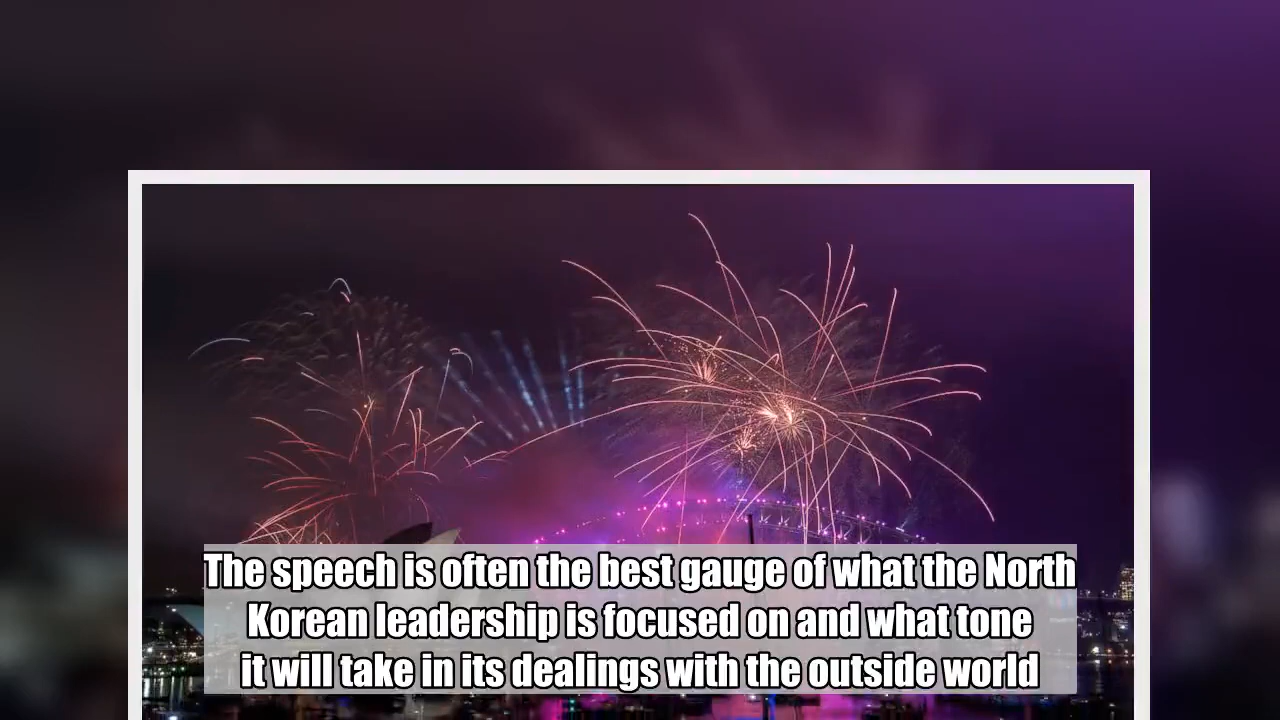 The speech is often the best gauge of what the North
Korean leadership is focused on and what tone
it will take in its dealings with the outside world